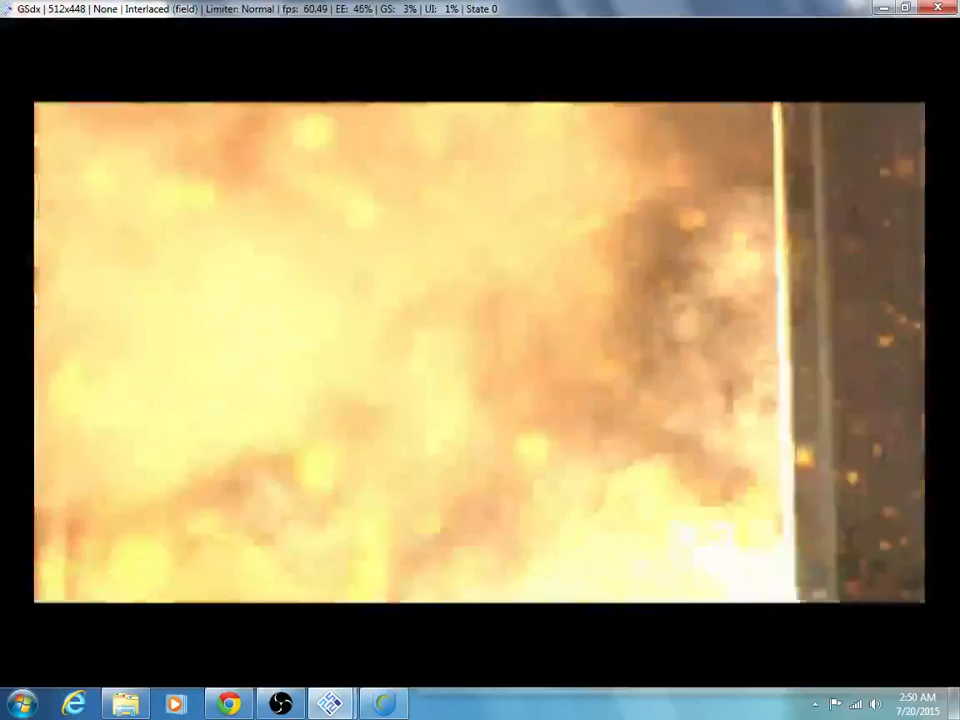 GSdx | 512x448 | None | Interlaced (field) | Limiter: Normal | fps: 60.49 | EE: 46% | GS: 3% | UI: 1% | State 0
2:50 AM
7/20/2015